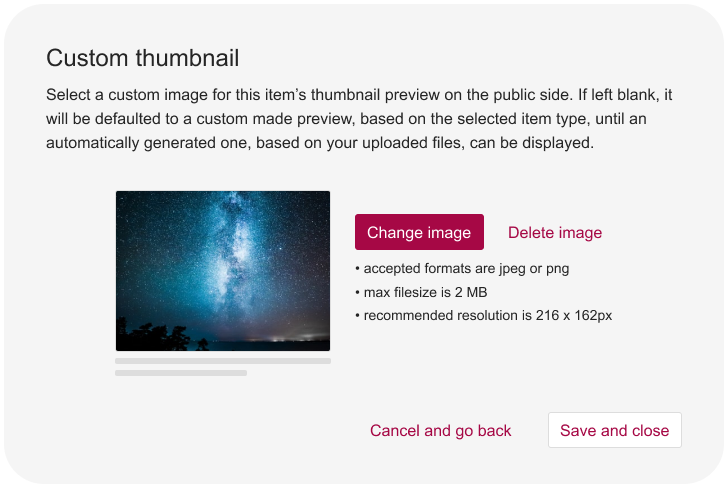 Custom thumbnail
Select a custom image for this item’s thumbnail preview on the public side. If left blank, it
will be defaulted to a custom made preview, based on the selected item type, until an
automatically generated one, based on your uploaded files, can be displayed.
Change image
Delete image
• accepted formats are jpeg or png
• max filesize is 2 MB
• recommended resolution is 216 x 162px
Cancel and go back
Save and close